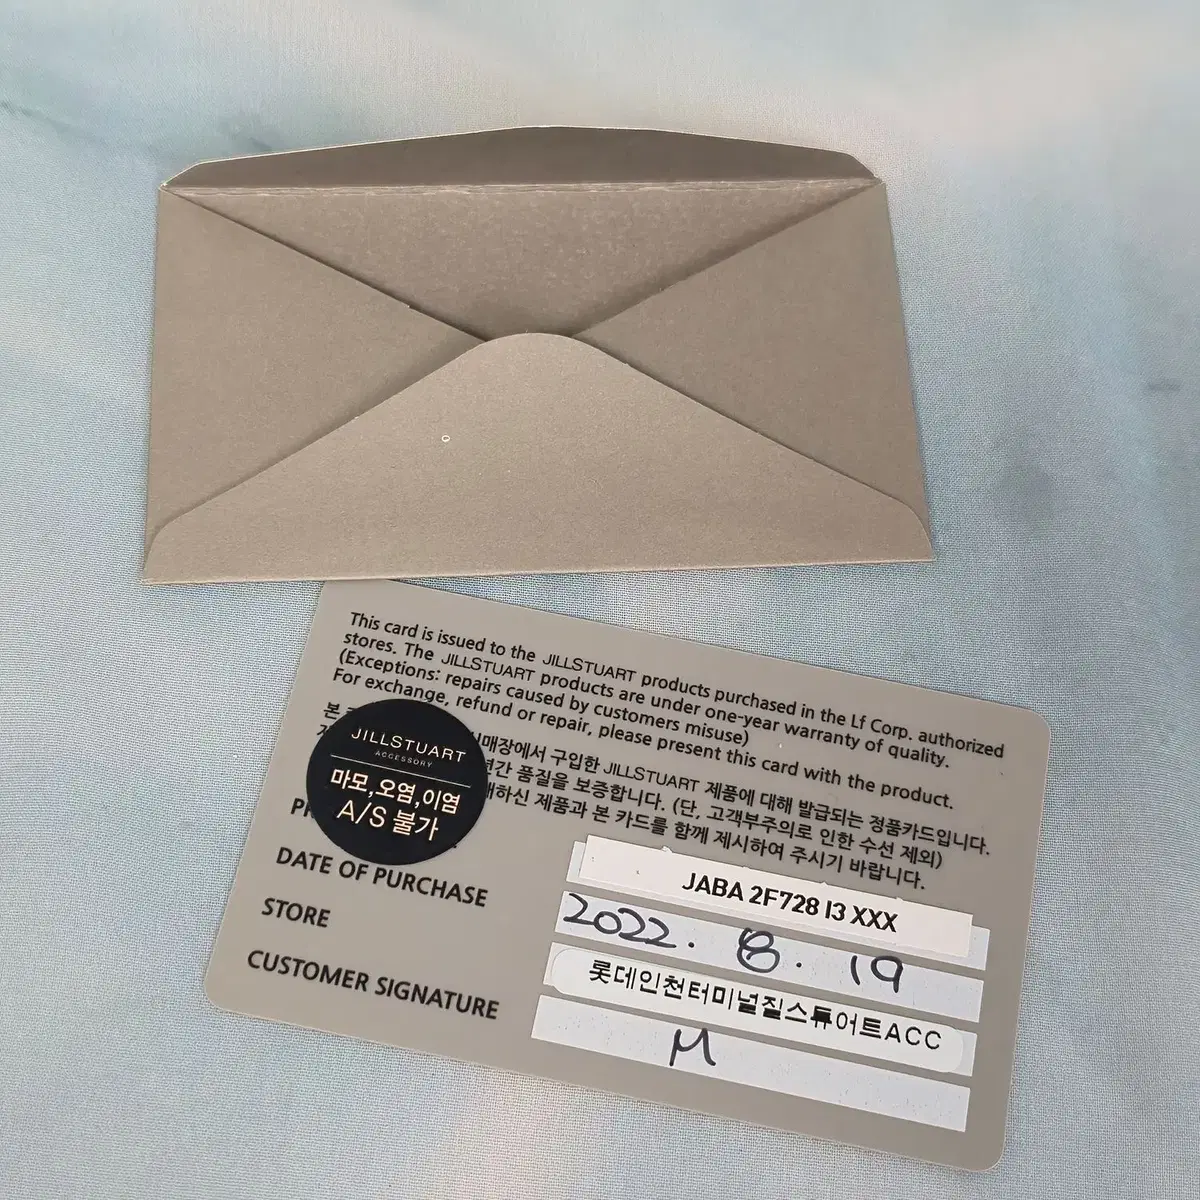 This card is issued to the JILLSTUART products purchased in the Lf Corp. authorized
stores. The JILLSTUART products are under one-year warranty of quality.
(Exceptions: repairs caused by customers misuse)
For exchange, refund or repair, please present this card with the product.
본
매장에서 구입한 JILLSTUART 제품에 대해 발급되는 정품카드입니다.
년간 품질을 보증합니다. (단, 고객부주의로 인한 수선 제외)
하신 제품과 본 카드를 함께 제시하여 주시기 바랍니다.
JILLSTUART
ACCESSORY
마모,오염,이염
A/S 불가
JABA 2F728 I3 XXX
DATE OF PURCHASE
2022. 8. 19
STORE
롯데인천터미널질스튜어트ACC
CUSTOMER SIGNATURE